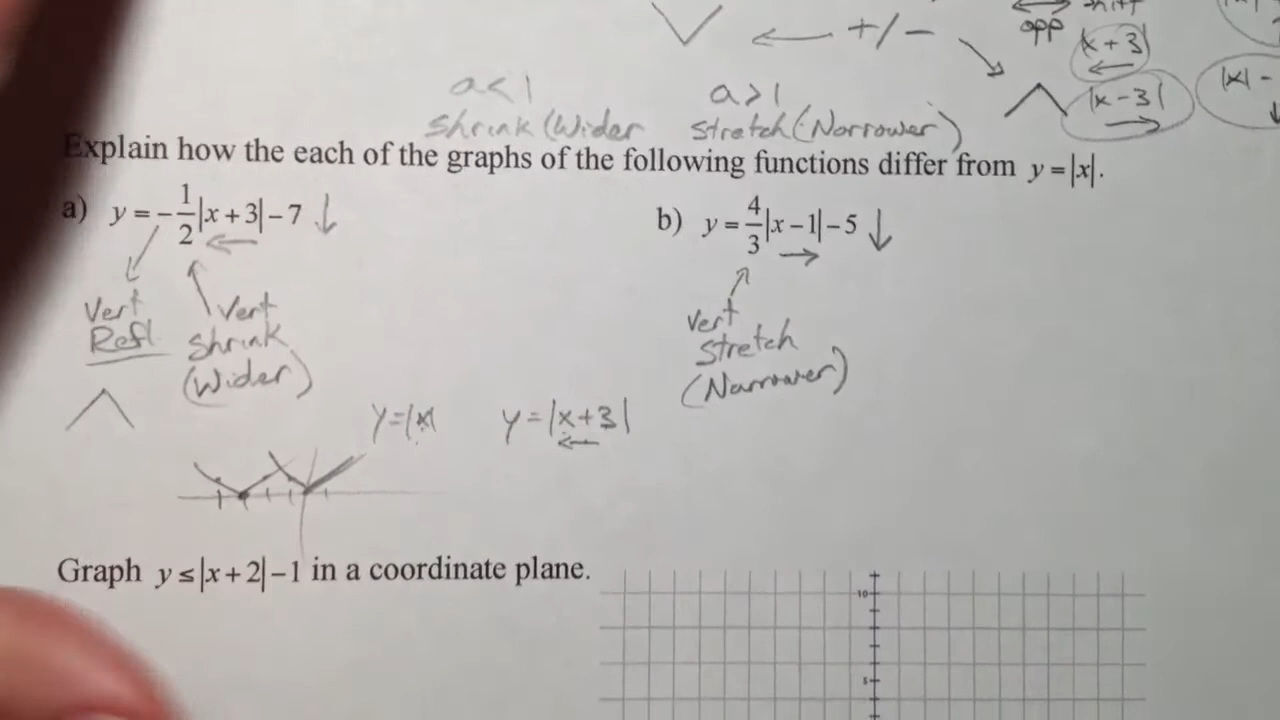 +/-
opp
|x+3|
|x-3|
|x| -
a<1
a>1
Shrink (Wider
Stretch (Narrower)
Explain how the each of the graphs of the following functions differ from y=|x|.
a) y=-1/2|x+3|-7 ↓
b) y=4/3|x-1|-5 ↓
←
→
Vert
Refl
Vert
Shrink
(Wider)
Vert
Stretch
(Narrower)
y=|x|
y=|x+3|
←
Graph y≤|x+2|-1 in a coordinate plane.
10
5